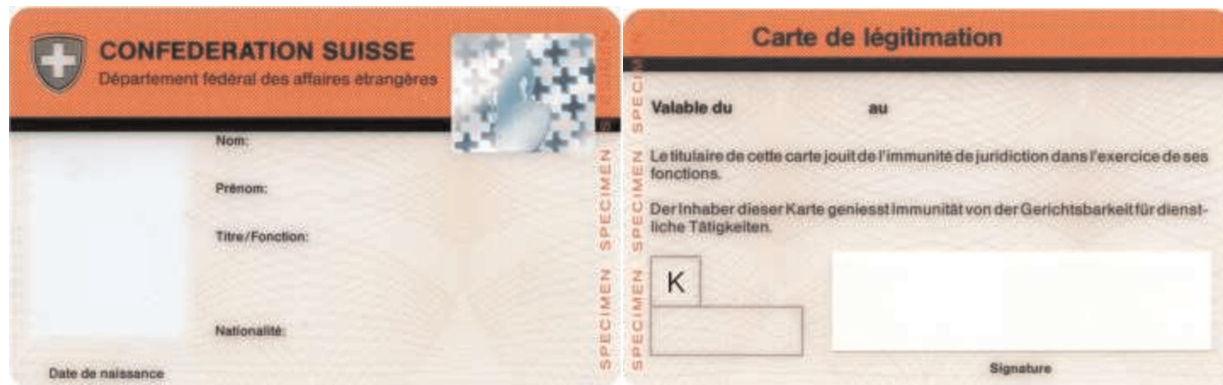 CONFEDERATION SUISSE
Département fédéral des affaires étrangères
Nom:
Prénom:
Titre/Fonction:
Nationalité:
Date de naissance
SPECIMEN SPECIMEN SPECIMEN
Carte de légitimation
Valable du au
Le titulaire de cette carte jouit de l'immunité de juridiction dans l'exercice de ses
fonctions.
Der Inhaber dieser Karte geniesst Immunität von der Gerichtsbarkeit für dienst-
liche Tätigkeiten.
K
Signature
SPECIMEN SPECIMEN SPECIMEN